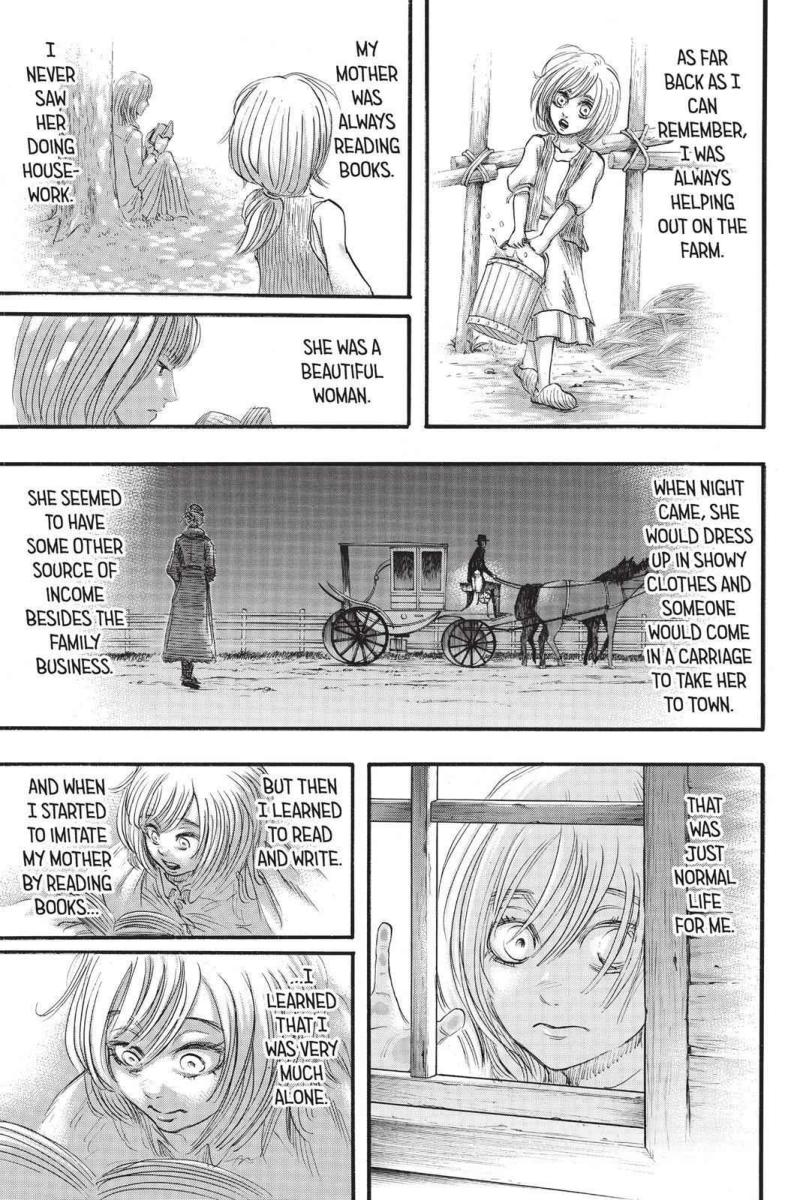 AS FAR
BACK AS I
CAN
REMEMBER,
I WAS
ALWAYS
HELPING
OUT ON THE
FARM.
MY
MOTHER
WAS
ALWAYS
READING
BOOKS.
I
NEVER
SAW
HER
DOING
HOUSE-
WORK.
SHE WAS A
BEAUTIFUL
WOMAN.
WHEN NIGHT
CAME, SHE
WOULD DRESS
UP IN SHOWY
CLOTHES AND
SOMEONE
WOULD COME
IN A CARRIAGE
TO TAKE HER
TO TOWN.
SHE SEEMED
TO HAVE
SOME OTHER
SOURCE OF
INCOME
BESIDES THE
FAMILY
BUSINESS.
THAT
WAS
JUST
NORMAL
LIFE
FOR ME.
BUT THEN
I LEARNED
TO READ
AND WRITE.
AND WHEN
I STARTED
TO IMITATE
MY MOTHER
BY READING
BOOKS...
...I
LEARNED
THAT I
WAS VERY
MUCH
ALONE.